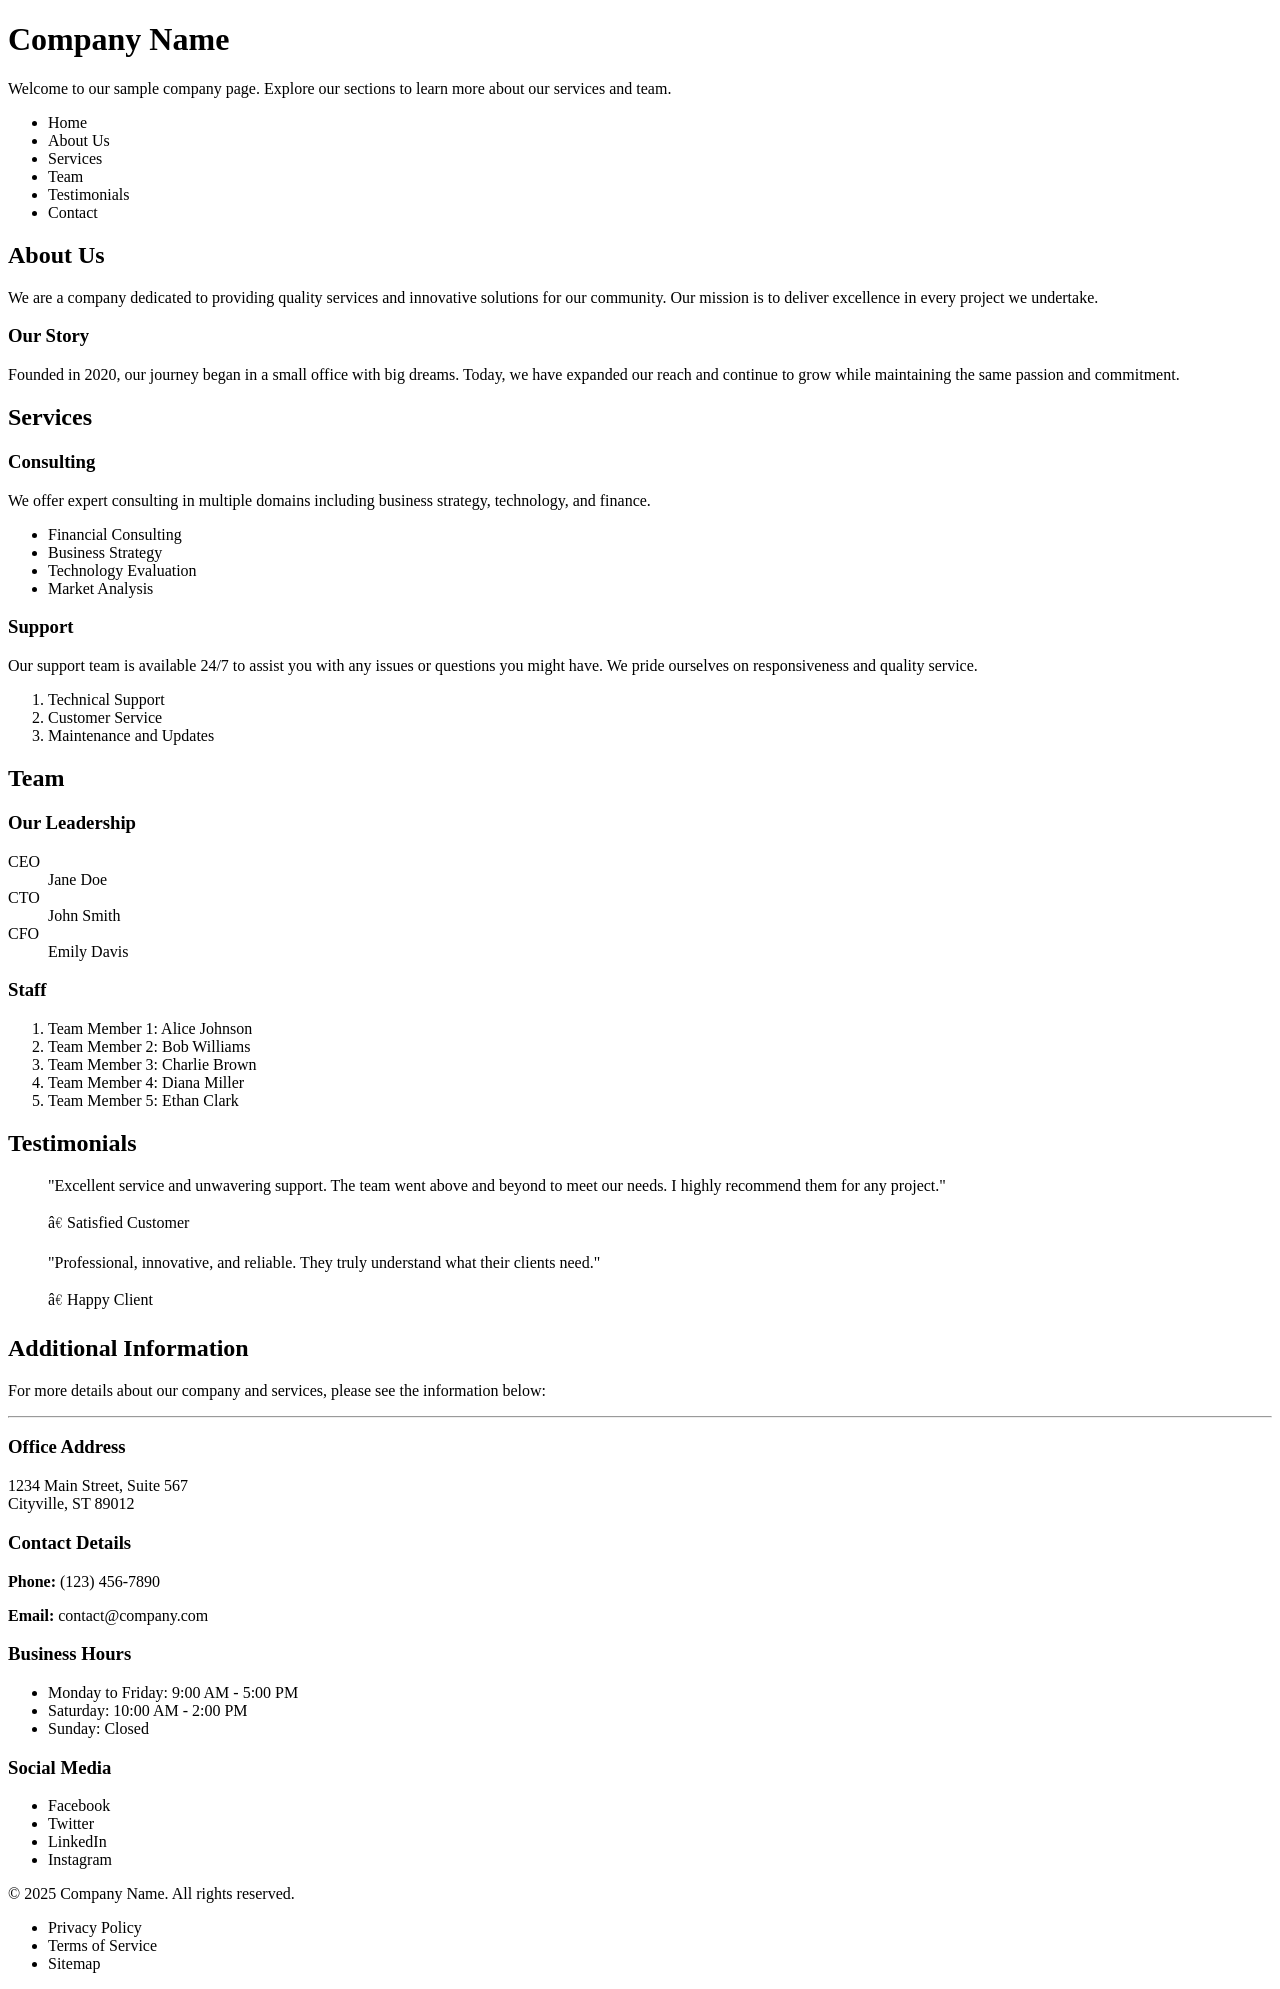 Company Name
Welcome to our sample company page. Explore our sections to learn more about our services and team.
• Home
• About Us
• Services
• Team
• Testimonials
• Contact
About Us
We are a company dedicated to providing quality services and innovative solutions for our community. Our mission is to deliver excellence in every project we undertake.
Our Story
Founded in 2020, our journey began in a small office with big dreams. Today, we have expanded our reach and continue to grow while maintaining the same passion and commitment.
Services
Consulting
We offer expert consulting in multiple domains including business strategy, technology, and finance.
• Financial Consulting
• Business Strategy
• Technology Evaluation
• Market Analysis
Support
Our support team is available 24/7 to assist you with any issues or questions you might have. We pride ourselves on responsiveness and quality service.
1. Technical Support
2. Customer Service
3. Maintenance and Updates
Team
Our Leadership
CEO
Jane Doe
CTO
John Smith
CFO
Emily Davis
Staff
1. Team Member 1: Alice Johnson
2. Team Member 2: Bob Williams
3. Team Member 3: Charlie Brown
4. Team Member 4: Diana Miller
5. Team Member 5: Ethan Clark
Testimonials
"Excellent service and unwavering support. The team went above and beyond to meet our needs. I highly recommend them for any project."
â€ Satisfied Customer
"Professional, innovative, and reliable. They truly understand what their clients need."
â€ Happy Client
Additional Information
For more details about our company and services, please see the information below:
Office Address
1234 Main Street, Suite 567
Cityville, ST 89012
Contact Details
Phone: (123) 456-7890
Email: contact@company.com
Business Hours
• Monday to Friday: 9:00 AM - 5:00 PM
• Saturday: 10:00 AM - 2:00 PM
• Sunday: Closed
Social Media
• Facebook
• Twitter
• LinkedIn
• Instagram
© 2025 Company Name. All rights reserved.
• Privacy Policy
• Terms of Service
• Sitemap